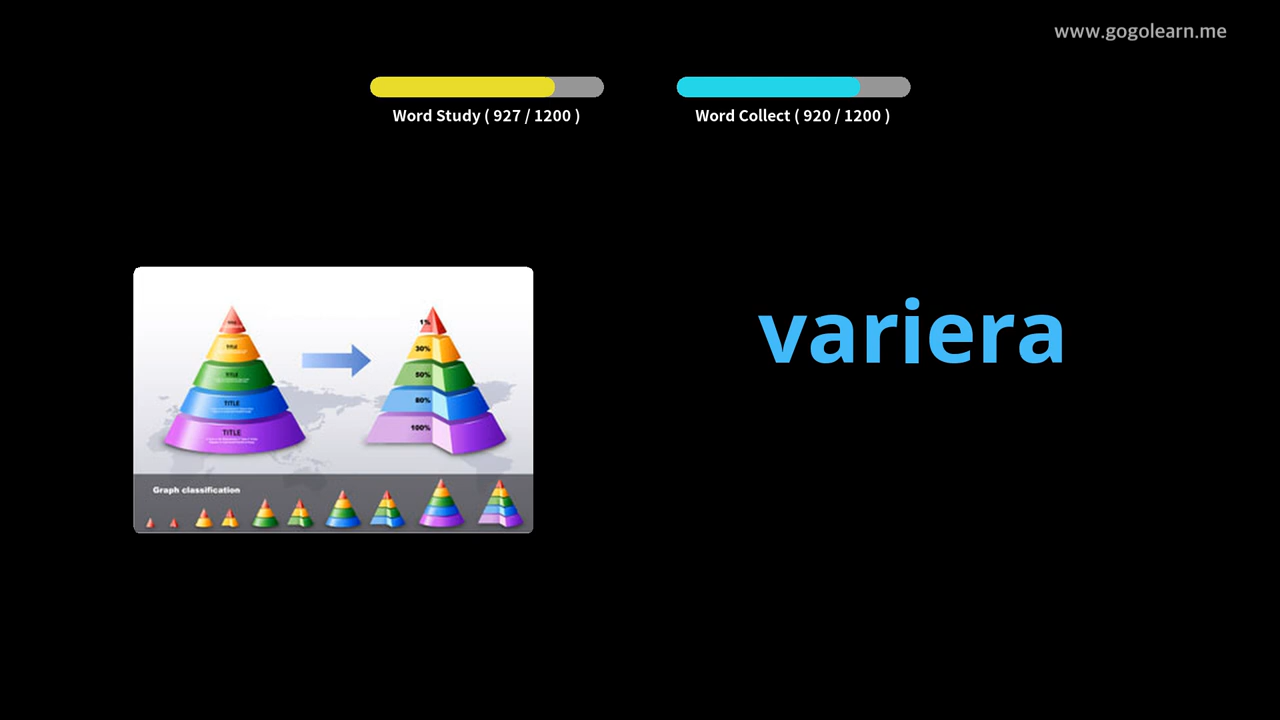 www.gogolearn.me
Word Study ( 927 / 1200 )
Word Collect ( 920 / 1200 )
variera
TITLE
TITLE
TITLE
TITLE
1%
30%
50%
80%
100%
Graph classification